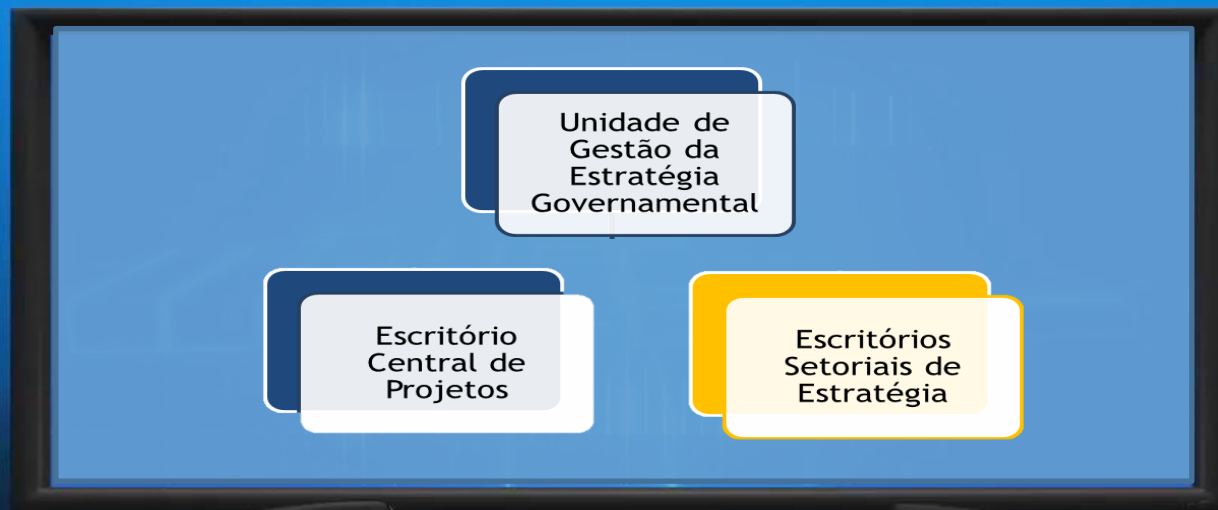 Unidade de
Gestão da
Estratégia
Governamental
Escritório
Central de
Projetos
Escritórios
Setoriais de
Estratégia